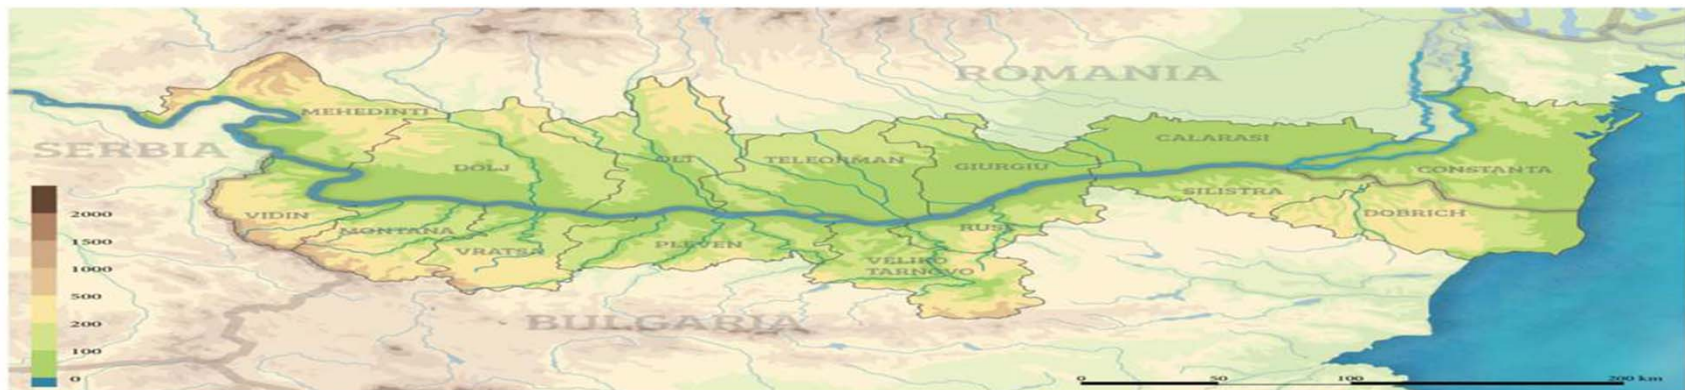 ROMANIA
MEHEDINTI
CALARASI
SERBIA
DOLJ
OLT
TELEORMAN
GIURGIU
CONSTANTA
SILISTRA
VIDIN
DOBRICH
MONTANA
RUSE
VRATSA
PLEVEN
VELIKO
TARNOVO
BULGARIA
2000
1500
1000
500
200
100
0
0 50 100 200 km